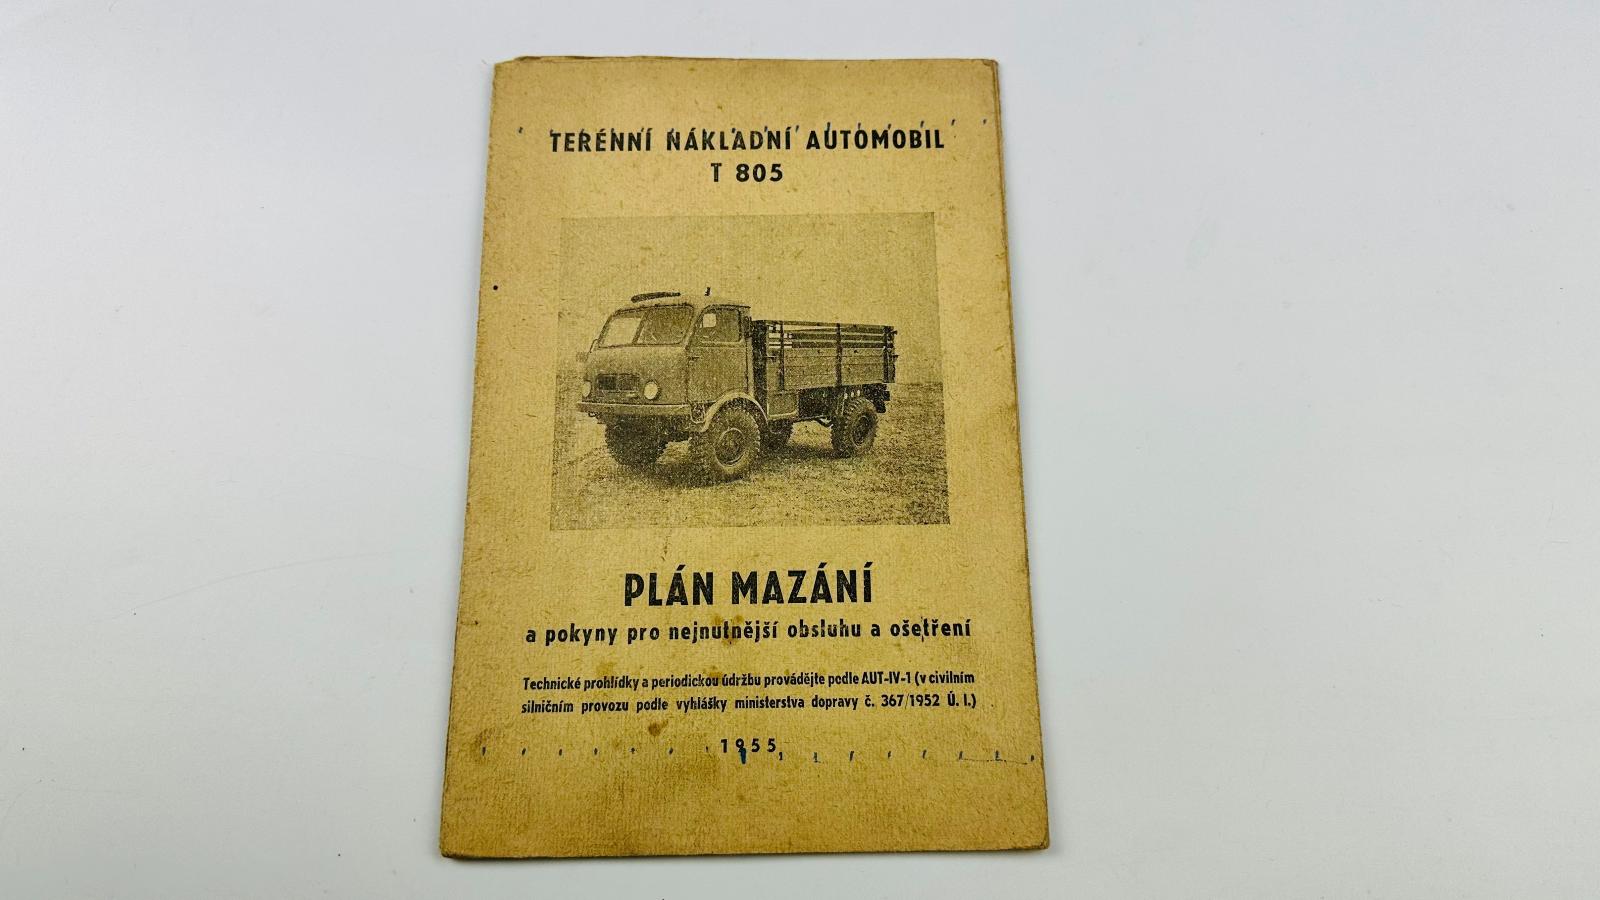 TERÉNNÍ NÁKLADNÍ AUTOMOBIL
T 805
PLÁN MAZÁNÍ
a pokyny pro nejnutnější obsluhu a ošetření
Technické prohlídky a periodickou údržbu provádějte podle AUT-IV-1 (v civilním
silničním provozu podle vyhlášky ministerstva dopravy č. 367/1952 Ú. l.)
1955